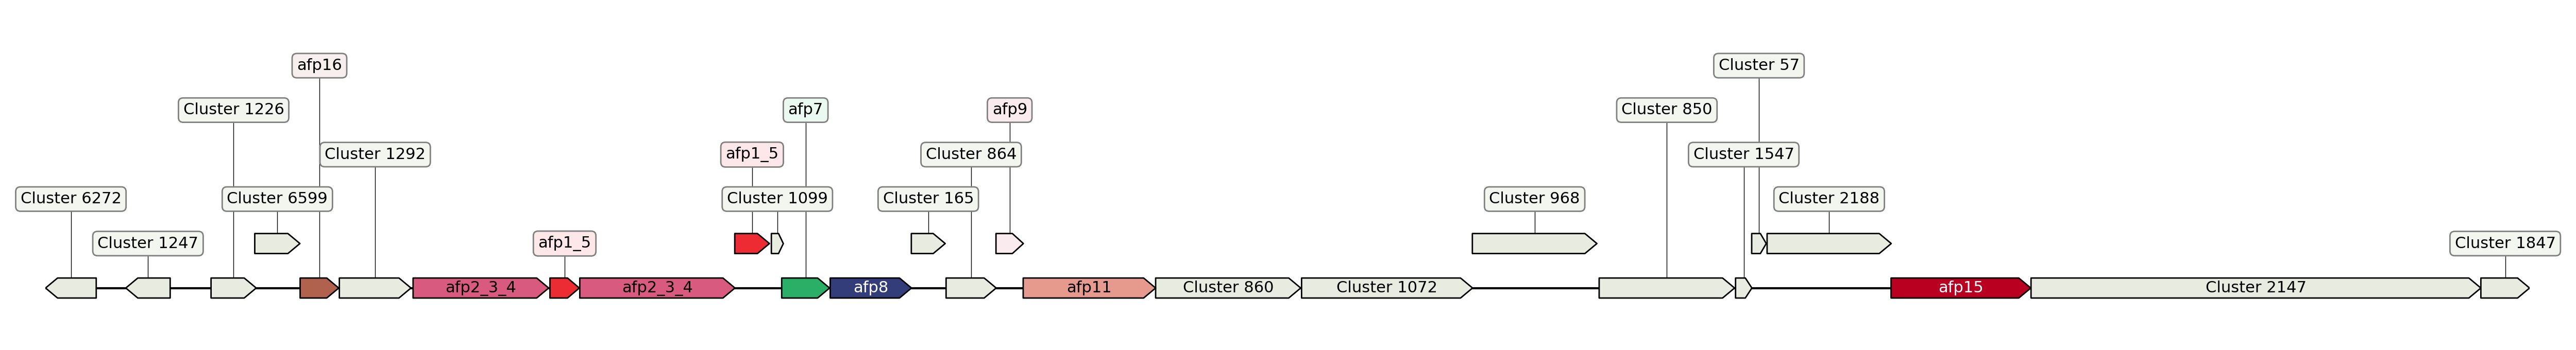 afp16
Cluster 57
Cluster 1226
afp7
afp9
Cluster 850
Cluster 1292
afp1_5
Cluster 864
Cluster 1547
Cluster 6272
Cluster 6599
Cluster 1099
Cluster 165
Cluster 968
Cluster 2188
Cluster 1247
afp1_5
Cluster 1847
afp2_3_4
afp2_3_4
afp8
afp11
Cluster 860
Cluster 1072
afp15
Cluster 2147